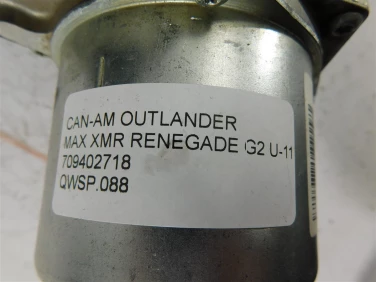 CAN-AM OUTLANDER
MAX XMR RENEGADE G2 U-11
709402718
QWSP.088